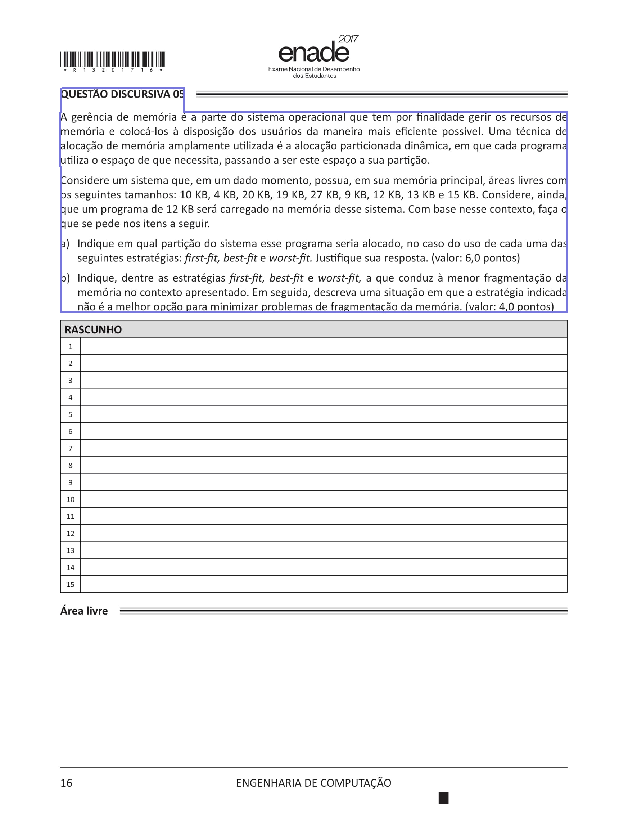 2017
enade
Exame Nacional de Desempenho
dos Estudantes
*R1320171 6*
QUESTÃO DISCURSIVA 05
A gerência de memória é a parte do sistema operacional que tem por finalidade gerir os recursos de
memória e colocá-los à disposição dos usuários da maneira mais eficiente possível. Uma técnica de
alocação de memória amplamente utilizada é a alocação particionada dinâmica, em que cada programa
utiliza o espaço de que necessita, passando a ser este espaço a sua partição.
Considere um sistema que, em um dado momento, possua, em sua memória principal, áreas livres com
os seguintes tamanhos: 10 KB, 4 KB, 20 KB, 19 KB, 27 KB, 9 KB, 12 KB, 13 KB e 15 KB. Considere, ainda,
que um programa de 12 KB será carregado na memória desse sistema. Com base nesse contexto, faça o
que se pede nos itens a seguir.
a) Indique em qual partição do sistema esse programa seria alocado, no caso do uso de cada uma das
seguintes estratégias: first-fit, best-fit e worst-fit. Justifique sua resposta. (valor: 6,0 pontos)
b) Indique, dentre as estratégias first-fit, best-fit e worst-fit, a que conduz à menor fragmentação da
memória no contexto apresentado. Em seguida, descreva uma situação em que a estratégia indicada
não é a melhor opção para minimizar problemas de fragmentação da memória. (valor: 4,0 pontos)
RASCUNHO
1
2
3
4
5
6
7
8
9
10
11
12
13
14
15
Área livre
16 ENGENHARIA DE COMPUTAÇÃO